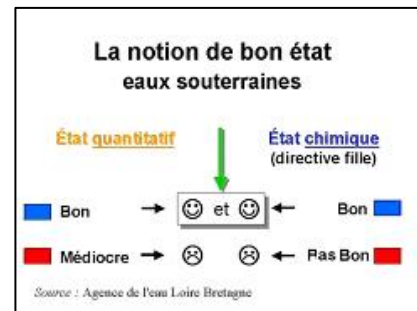 La notion de bon état
eaux souterraines
État quantitatif
État chimique
(directive fille)
Bon → ☺ et ☺ ← Bon
Médiocre → ☹ ☹ ← Pas Bon
Source : Agence de l'eau Loire Bretagne